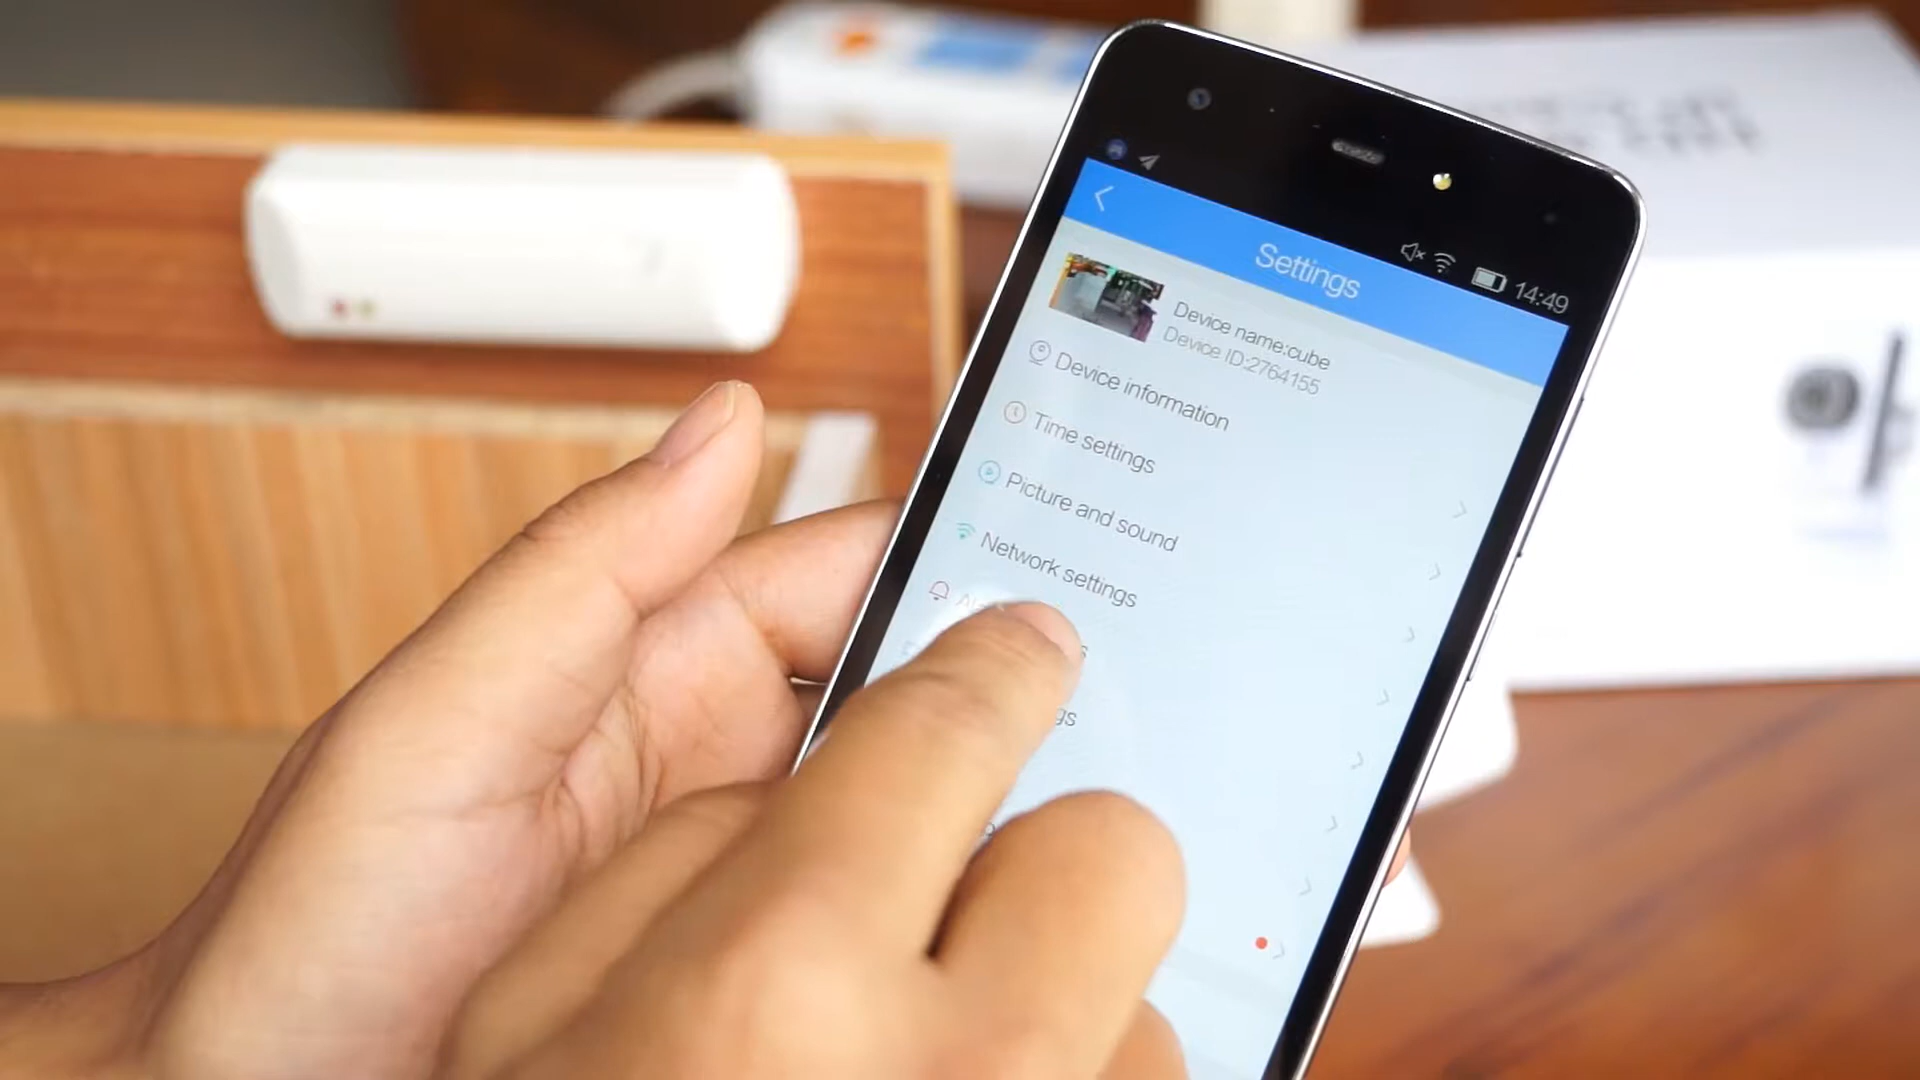 14:49
Settings
Device name:cube
Device ID:2764155
Device information
Time settings
Picture and sound
Network settings